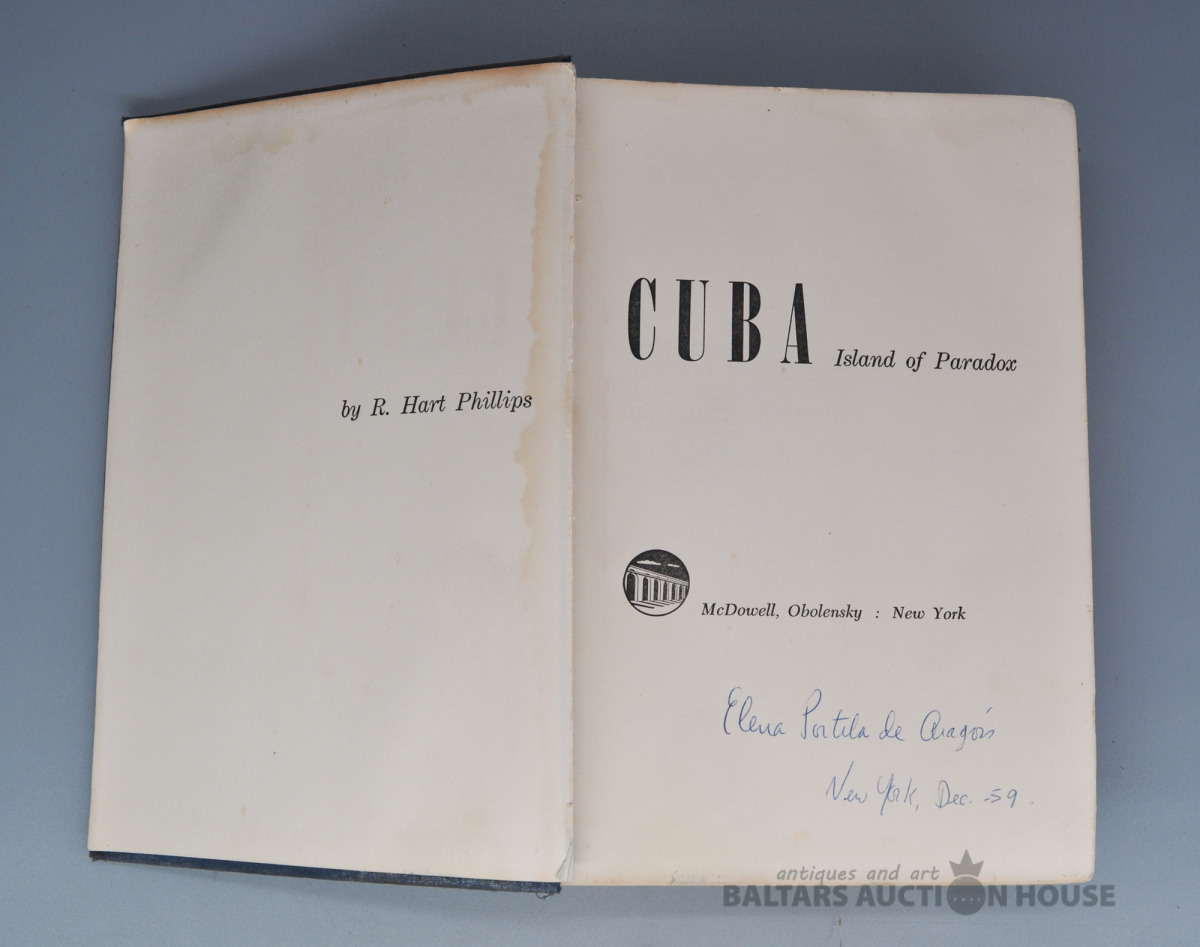 by R. Hart Phillips
CUBA Island of Paradox
McDowell, Obolensky : New York
Elena Portela de
New York, Dec. -59.
antiques and art
BALTARS AUCTION HOUSE